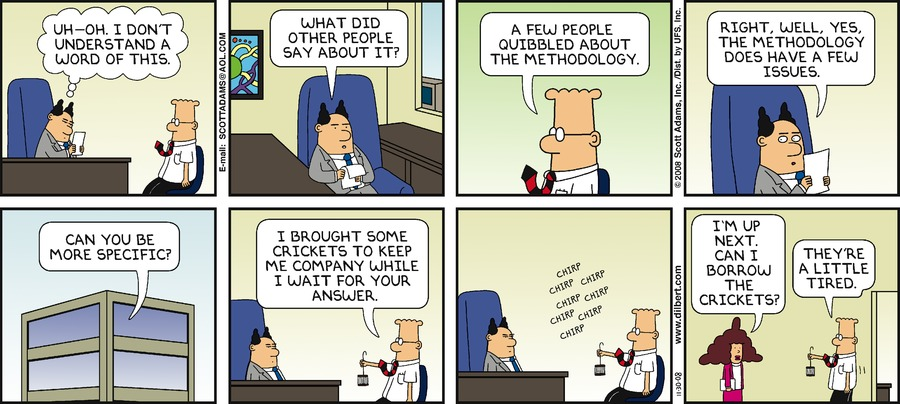 UH-OH. I DON'T
UNDERSTAND A
WORD OF THIS.
E-mail: SCOTTADAMS@AOL.COM
WHAT DID
OTHER PEOPLE
SAY ABOUT IT?
A FEW PEOPLE
QUIBBLED ABOUT
THE METHODOLOGY.
© 2008 Scott Adams, Inc. /Dist. by UFS, Inc.
RIGHT, WELL, YES,
THE METHODOLOGY
DOES HAVE A FEW
ISSUES.
CAN YOU BE
MORE SPECIFIC?
I BROUGHT SOME
CRICKETS TO KEEP
ME COMPANY WHILE
I WAIT FOR YOUR
ANSWER.
CHIRP
CHIRP CHIRP
CHIRP CHIRP
CHIRP CHIRP
CHIRP
www.dilbert.com
11-30-08
I'M UP
NEXT.
CAN I
BORROW
THE
CRICKETS?
THEY'RE
A LITTLE
TIRED.